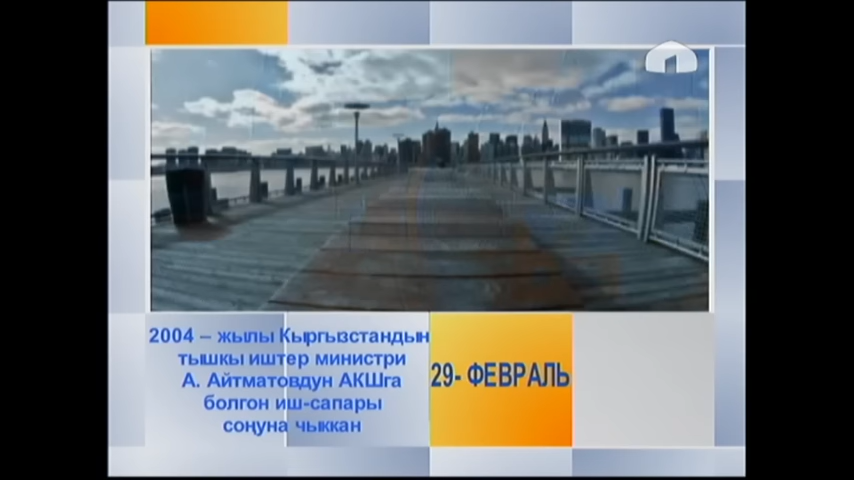 2004 – жылы Кыргызстандын
тышкы иштер министри
А. Айтматовдун АКШга
болгон иш-сапары
соңуна чыккан
29- ФЕВРАЛЬ